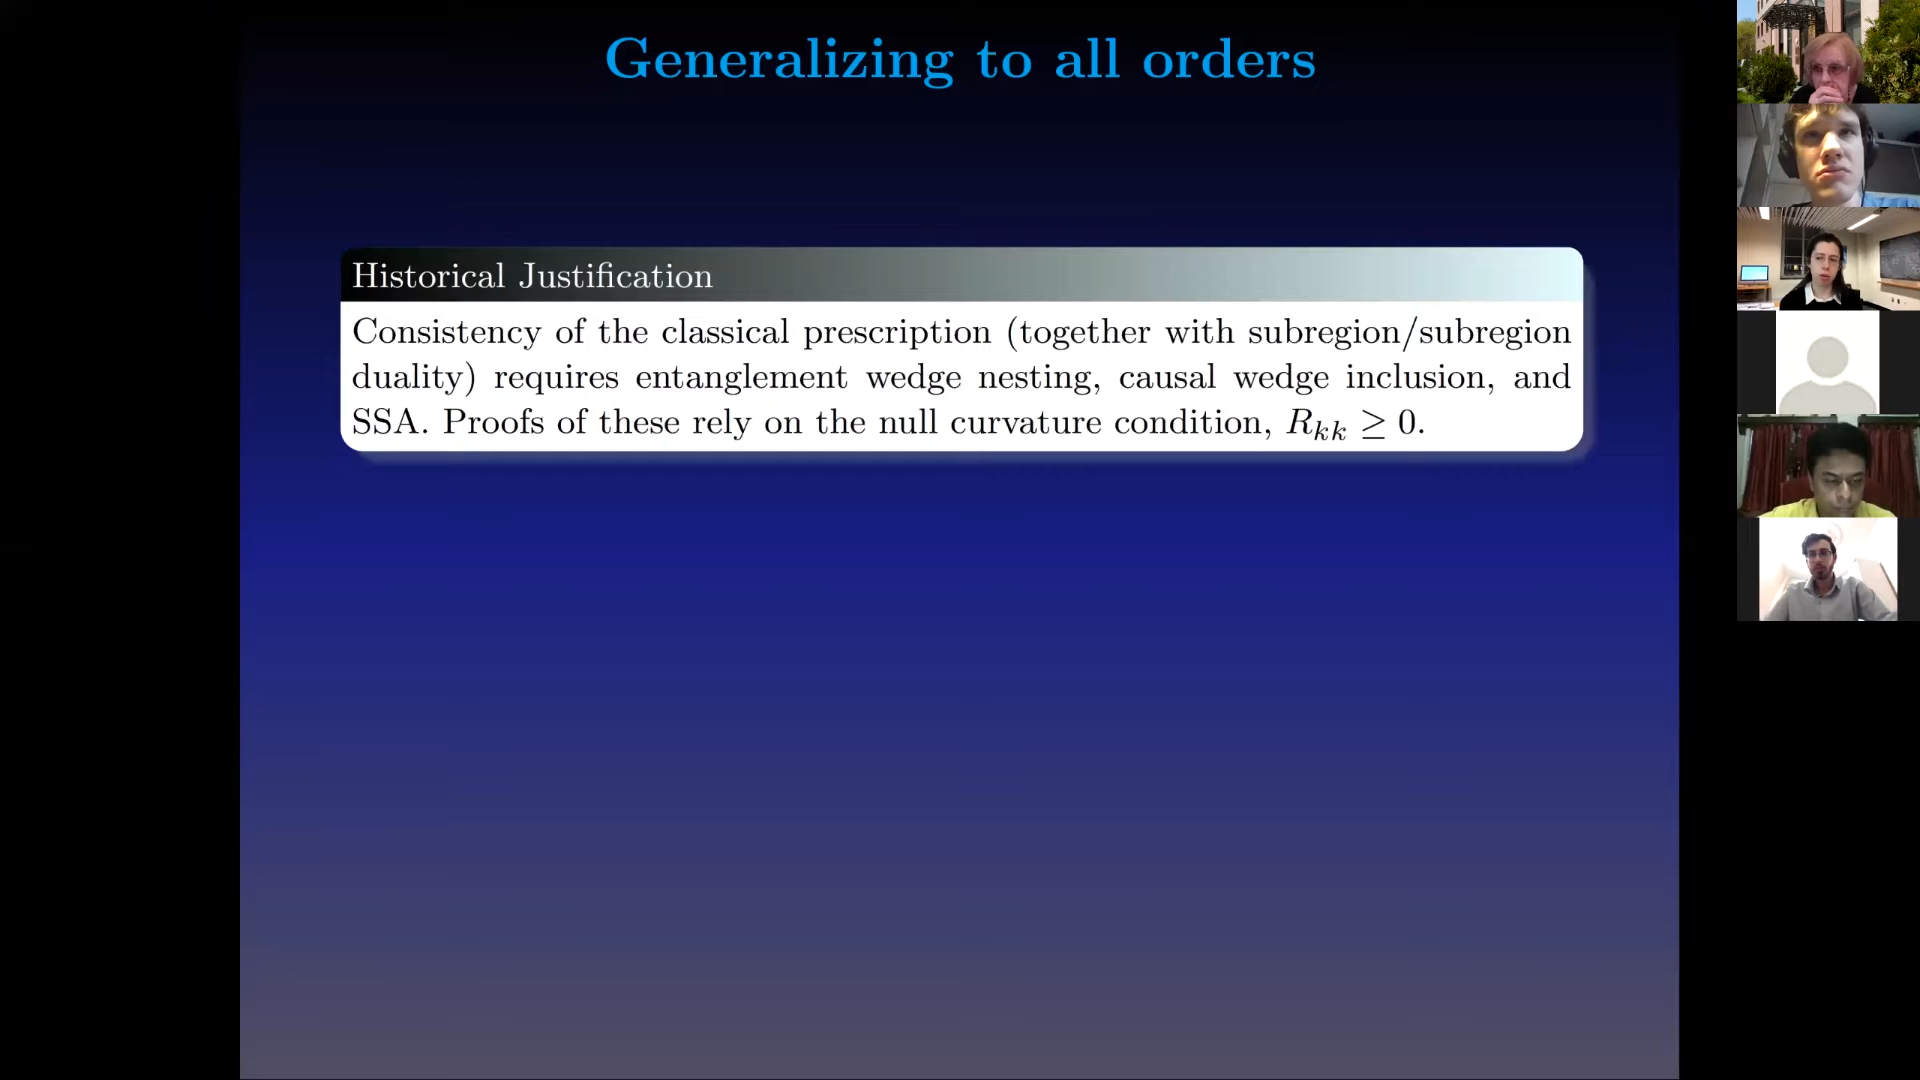 Generalizing to all orders
Historical Justification
Consistency of the classical prescription (together with subregion/subregion
duality) requires entanglement wedge nesting, causal wedge inclusion, and
SSA. Proofs of these rely on the null curvature condition, $R_{kk} \geq 0$.